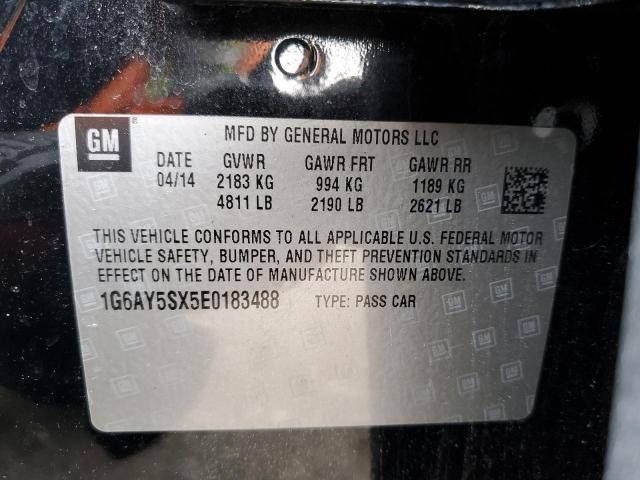 GM
MFD BY GENERAL MOTORS LLC
DATE GVWR GAWR FRT GAWR RR
04/14 2183 KG 994 KG 1189 KG
4811 LB 2190 LB 2621 LB
THIS VEHICLE CONFORMS TO ALL APPLICABLE U.S. FEDERAL MOTOR
VEHICLE SAFETY, BUMPER, AND THEFT PREVENTION STANDARDS IN
EFFECT ON THE DATE OF MANUFACTURE SHOWN ABOVE.
1G6AY5SX5E0183488 TYPE: PASS CAR